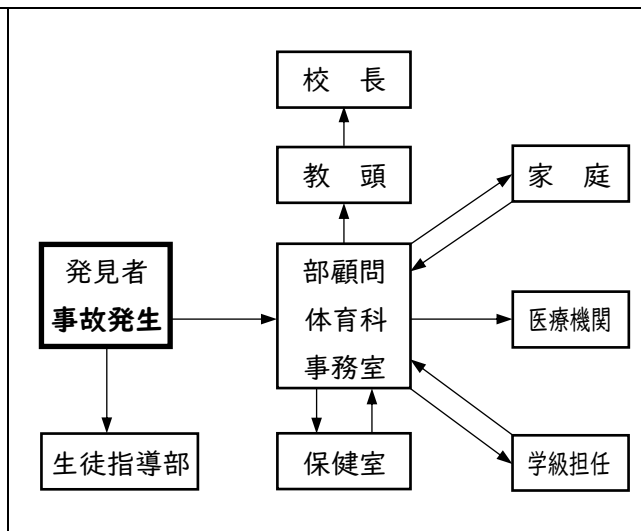 校　長
教　頭
家　庭
発見者
事故発生
部顧問
体育科
事務室
医療機関
生徒指導部
保健室
学級担任